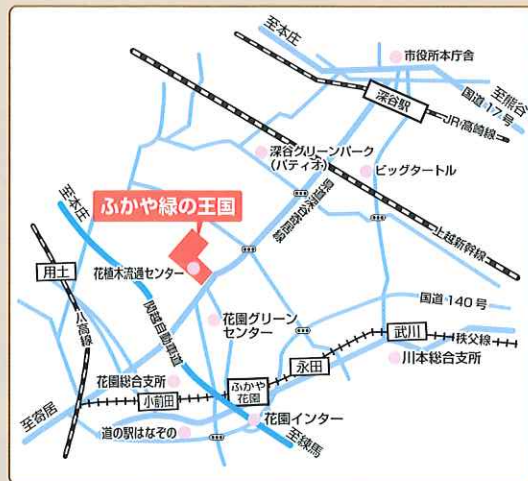 至本庄
市役所本庁舎
至熊谷
国道17号
深谷駅
JR高崎線
深谷グリーンパーク
(パティオ)
ビッグタートル
至本庄
ふかや緑の王国
県道深谷寄居線
上越新幹線
用土
花植木流通センター
八高線
関越自動車道
花園グリーン
センター
国道140号
武川
秩父線
川本総合支所
永田
花園総合支所
ふかや
花園
小前田
至寄居
道の駅はなぞの
花園インター
至練馬